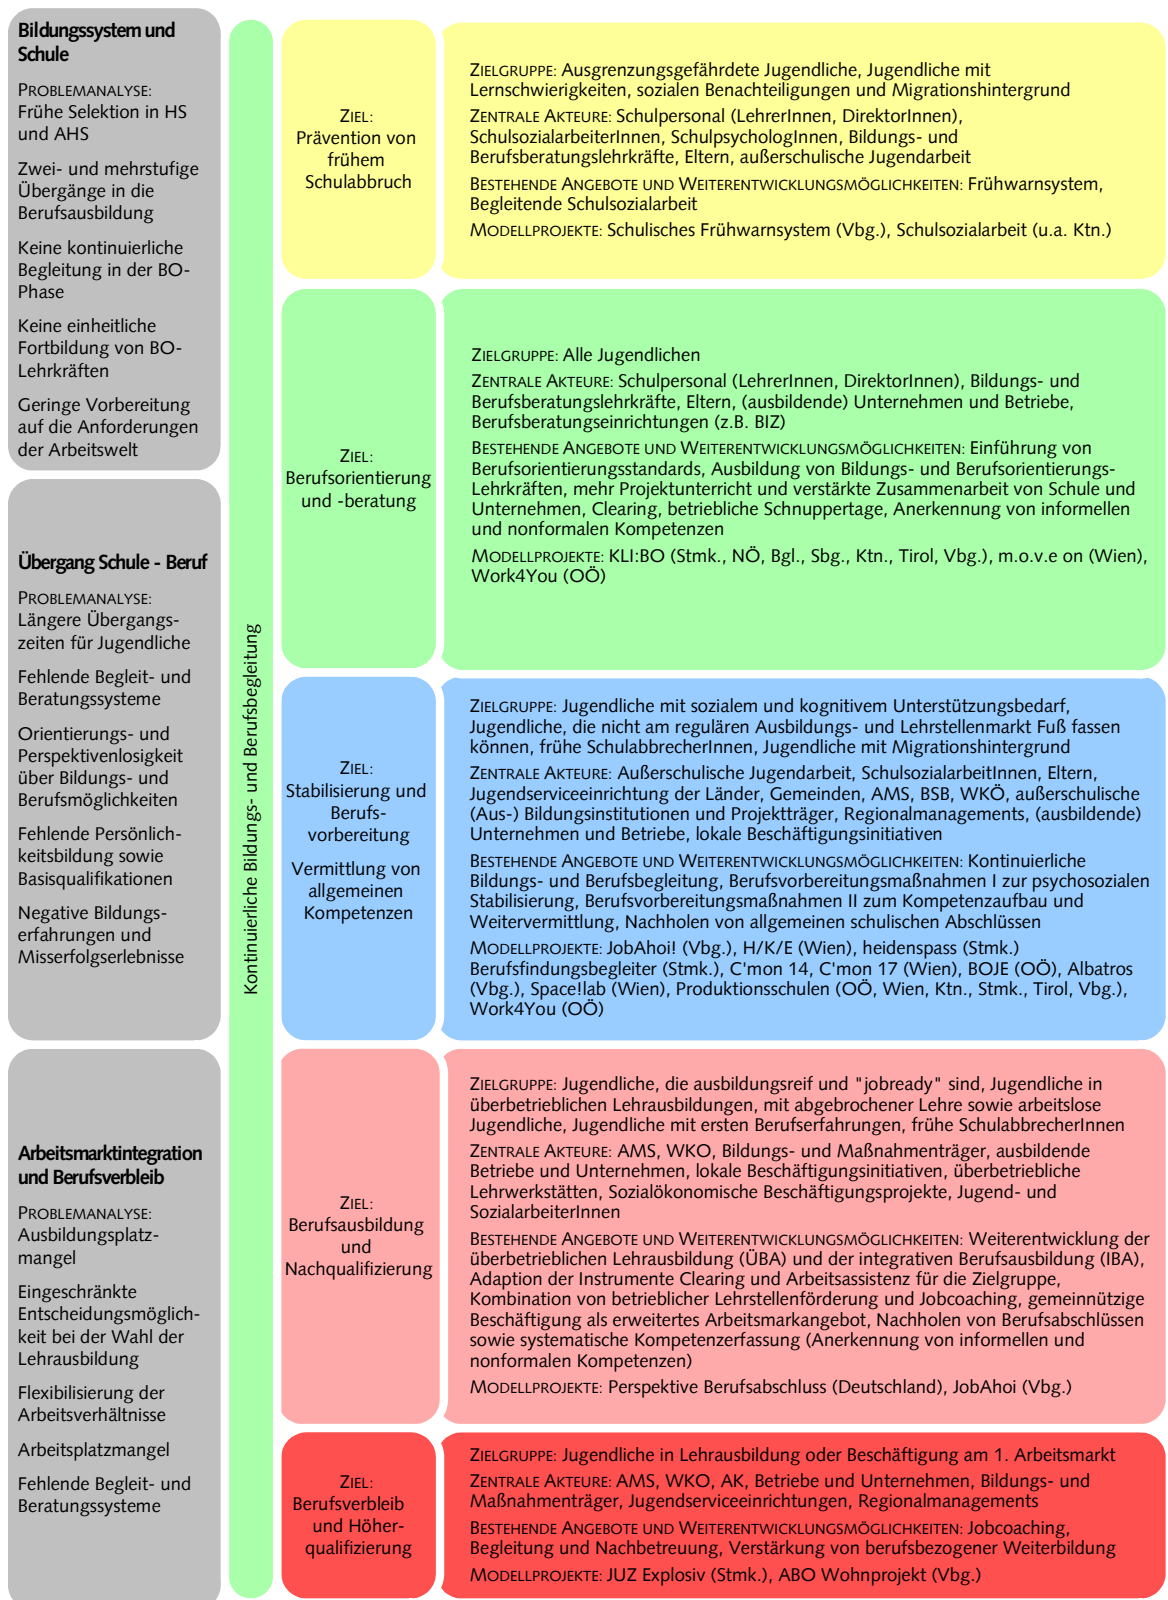 Bildungssystem und
Schule
PROBLEMANALYSE:
Frühe Selektion in HS
und AHS
Zwei- und mehrstufige
Übergänge in die
Berufsausbildung
Keine kontinuierliche
Begleitung in der BO-
Phase
Keine einheitliche
Fortbildung von BO-
Lehrkräften
Geringe Vorbereitung
auf die Anforderungen
der Arbeitswelt
Übergang Schule - Beruf
PROBLEMANALYSE:
Längere Übergangs-
zeiten für Jugendliche
Fehlende Begleit- und
Beratungssysteme
Orientierungs- und
Perspektivenlosigkeit
über Bildungs- und
Berufsmöglichkeiten
Fehlende Persönlich-
keitsbildung sowie
Basisqualifikationen
Negative Bildungs-
erfahrungen und
Misserfolgserlebnisse
Arbeitsmarktintegration
und Berufsverbleib
PROBLEMANALYSE:
Ausbildungsplatz-
mangel
Eingeschränkte
Entscheidungsmöglich-
keit bei der Wahl der
Lehrausbildung
Flexibilisierung der
Arbeitsverhältnisse
Arbeitsplatzmangel
Fehlende Begleit- und
Beratungssysteme
Kontinuierliche Bildungs- und Berufsbegleitung
ZIEL:
Prävention von
frühem
Schulabbruch
ZIELGRUPPE: Ausgrenzungsgefährdete Jugendliche, Jugendliche mit
Lernschwierigkeiten, sozialen Benachteiligungen und Migrationshintergrund
ZENTRALE AKTEURE: Schulpersonal (LehrerInnen, DirektorInnen),
SchulsozialarbeiterInnen, SchulpsychologInnen, Bildungs- und
Berufsberatungslehrkräfte, Eltern, außerschulische Jugendarbeit
BESTEHENDE ANGEBOTE UND WEITERENTWICKLUNGSMÖGLICHKEITEN: Frühwarnsystem,
Begleitende Schulsozialarbeit
MODELLPROJEKTE: Schulisches Frühwarnsystem (Vbg.), Schulsozialarbeit (u.a. Ktn.)
ZIEL:
Berufsorientierung
und -beratung
ZIELGRUPPE: Alle Jugendlichen
ZENTRALE AKTEURE: Schulpersonal (LehrerInnen, DirektorInnen), Bildungs- und
Berufsberatungslehrkräfte, Eltern, (ausbildende) Unternehmen und Betriebe,
Berufsberatungseinrichtungen (z.B. BIZ)
BESTEHENDE ANGEBOTE UND WEITERENTWICKLUNGSMÖGLICHKEITEN: Einführung von
Berufsorientierungsstandards, Ausbildung von Bildungs- und Berufsorientierungs-
Lehrkräften, mehr Projektunterricht und verstärkte Zusammenarbeit von Schule und
Unternehmen, Clearing, betriebliche Schnuppertage, Anerkennung von informellen
und nonformalen Kompetenzen
MODELLPROJEKTE: KLI:BO (Stmk., NÖ, Bgl., Sbg., Ktn., Tirol, Vbg.), m.o.v.e on (Wien),
Work4You (OÖ)
ZIEL:
Stabilisierung und
Berufs-
vorbereitung
Vermittlung von
allgemeinen
Kompetenzen
ZIELGRUPPE: Jugendliche mit sozialem und kognitivem Unterstützungsbedarf,
Jugendliche, die nicht am regulären Ausbildungs- und Lehrstellenmarkt Fuß fassen
können, frühe SchulabbrecherInnen, Jugendliche mit Migrationshintergrund
ZENTRALE AKTEURE: Außerschulische Jugendarbeit, SchulsozialarbeitInnen, Eltern,
Jugendserviceeinrichtung der Länder, Gemeinden, AMS, BSB, WKÖ, außerschulische
(Aus-) Bildungsinstitutionen und Projektträger, Regionalmanagements, (ausbildende)
Unternehmen und Betriebe, lokale Beschäftigungsinitiativen
BESTEHENDE ANGEBOTE UND WEITERENTWICKLUNGSMÖGLICHKEITEN: Kontinuierliche
Bildungs- und Berufsbegleitung, Berufsvorbereitungsmaßnahmen I zur psychosozialen
Stabilisierung, Berufsvorbereitungsmaßnahmen II zum Kompetenzaufbau und
Weitervermittlung, Nachholen von allgemeinen schulischen Abschlüssen
MODELLPROJEKTE: JobAhoi! (Vbg.), H/K/E (Wien), heidenspass (Stmk.)
Berufsfindungsbegleiter (Stmk.), C'mon 14, C'mon 17 (Wien), BOJE (OÖ), Albatros
(Vbg.), Space!lab (Wien), Produktionsschulen (OÖ, Wien, Ktn., Stmk., Tirol, Vbg.),
Work4You (OÖ)
ZIEL:
Berufsausbildung
und
Nachqualifizierung
ZIELGRUPPE: Jugendliche, die ausbildungsreif und "jobready" sind, Jugendliche in
überbetrieblichen Lehrausbildungen, mit abgebrochener Lehre sowie arbeitslose
Jugendliche, Jugendliche mit ersten Berufserfahrungen, frühe SchulabbrecherInnen
ZENTRALE AKTEURE: AMS, WKO, Bildungs- und Maßnahmenträger, ausbildende
Betriebe und Unternehmen, lokale Beschäftigungsinitiativen, überbetriebliche
Lehrwerkstätten, Sozialökonomische Beschäftigungsprojekte, Jugend- und
SozialarbeiterInnen
BESTEHENDE ANGEBOTE UND WEITERENTWICKLUNGSMÖGLICHKEITEN: Weiterentwicklung der
überbetrieblichen Lehrausbildung (ÜBA) und der integrativen Berufsausbildung (IBA),
Adaption der Instrumente Clearing und Arbeitsassistenz für die Zielgruppe,
Kombination von betrieblicher Lehrstellenförderung und Jobcoaching, gemeinnützige
Beschäftigung als erweitertes Arbeitsmarkangebot, Nachholen von Berufsabschlüssen
sowie systematische Kompetenzerfassung (Anerkennung von informellen und
nonformalen Kompetenzen)
MODELLPROJEKTE: Perspektive Berufsabschluss (Deutschland), JobAhoi (Vbg.)
ZIEL:
Berufsverbleib
und Höher-
qualifizierung
ZIELGRUPPE: Jugendliche in Lehrausbildung oder Beschäftigung am 1. Arbeitsmarkt
ZENTRALE AKTEURE: AMS, WKO, AK, Betriebe und Unternehmen, Bildungs- und
Maßnahmenträger, Jugendserviceeinrichtungen, Regionalmanagements
BESTEHENDE ANGEBOTE UND WEITERENTWICKLUNGSMÖGLICHKEITEN: Jobcoaching,
Begleitung und Nachbetreuung, Verstärkung von berufsbezogener Weiterbildung
MODELLPROJEKTE: JUZ Explosiv (Stmk.), ABO Wohnprojekt (Vbg.)